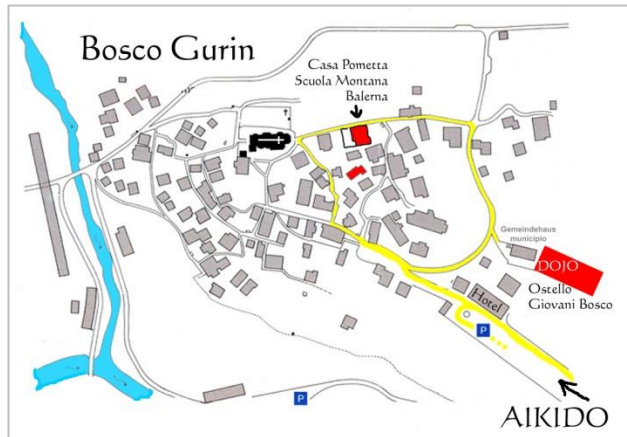 Bosco Gurin
Casa Pometta
Scuola Montana
Balerna
Gemeindehaus
municipio
DOJO
Ostello
Giovani Bosco
Hotel
P
P
AIKIDO